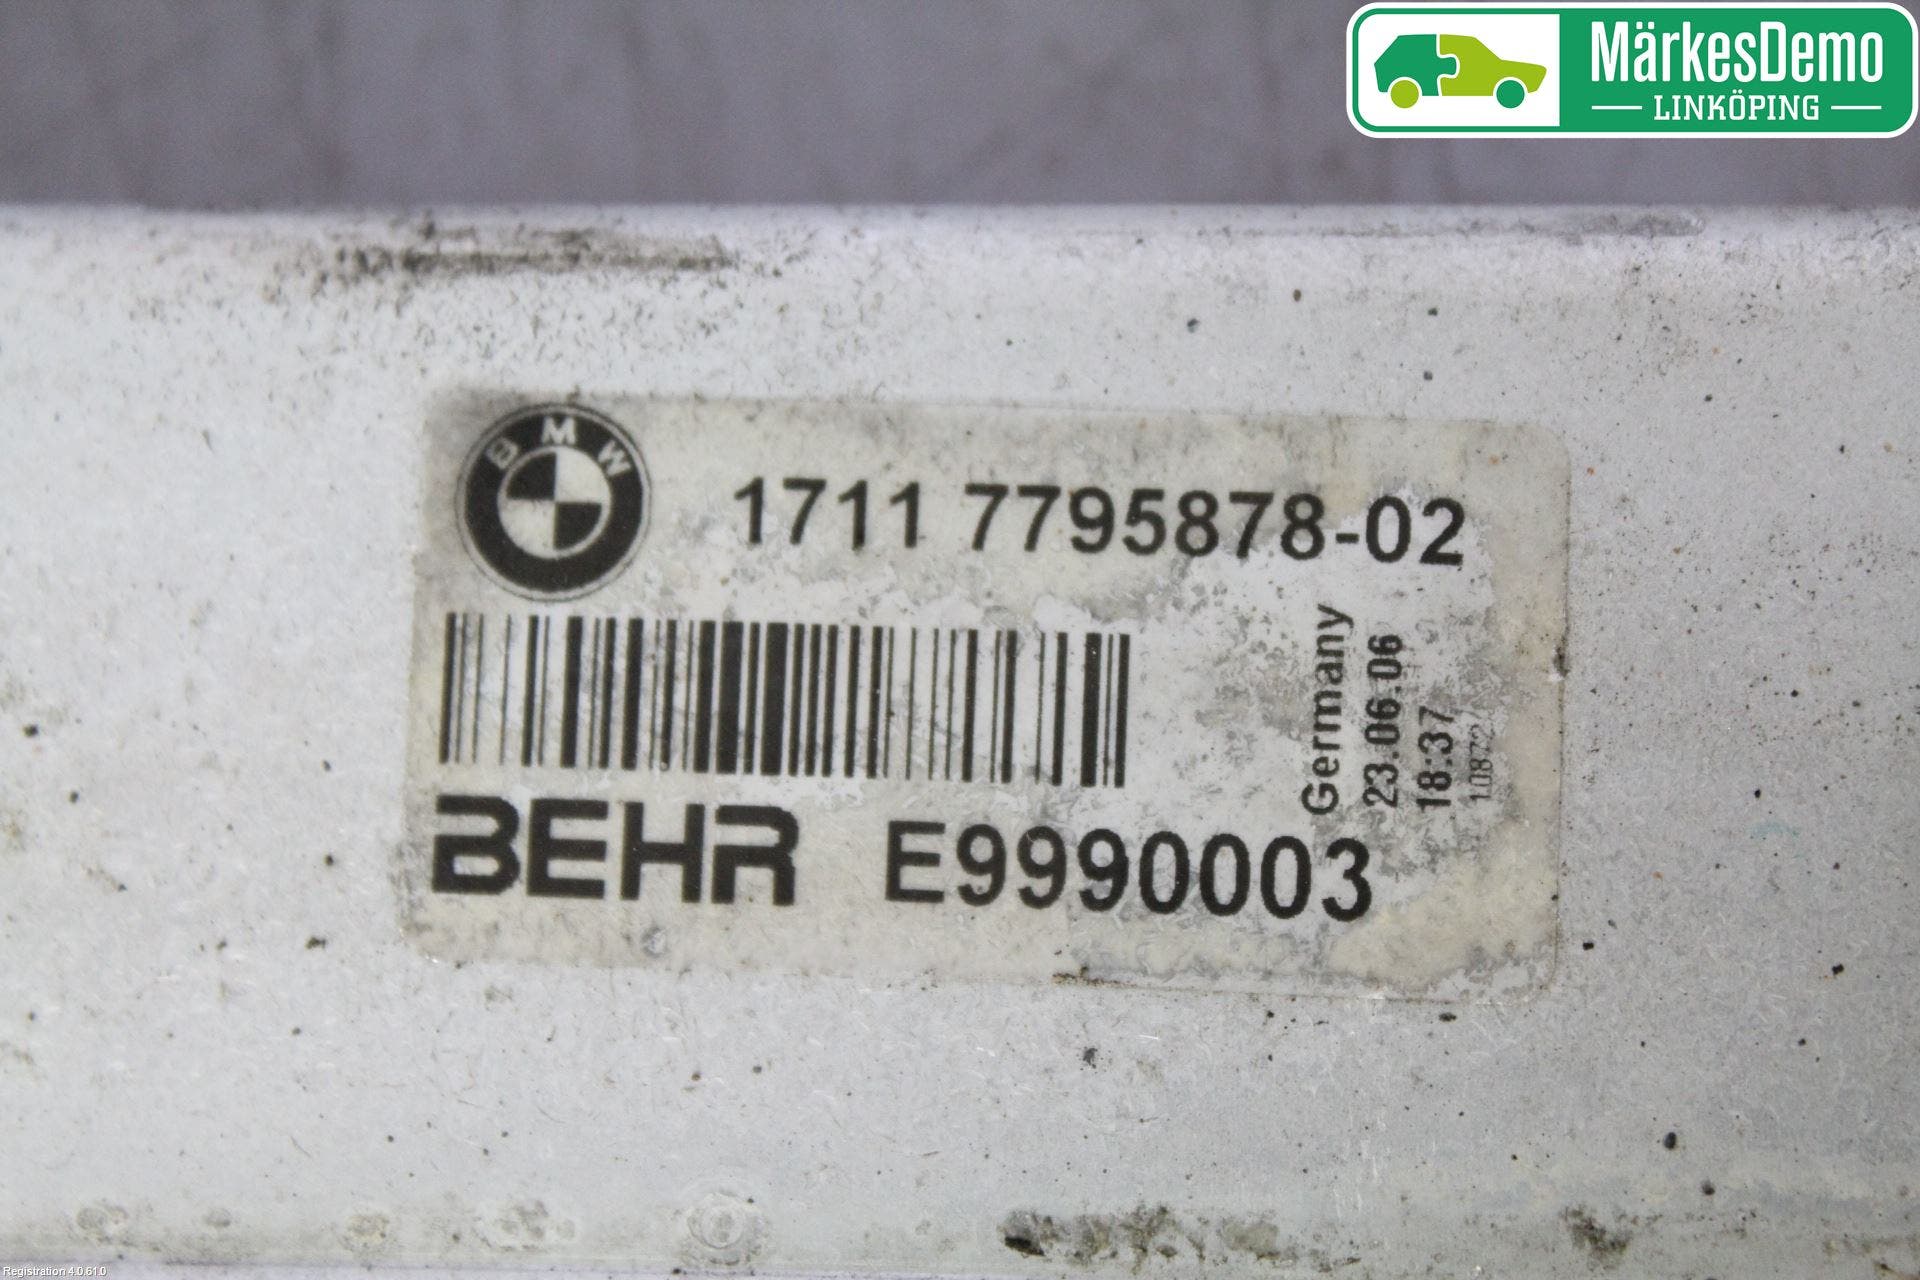 MärkesDemo
LINKÖPING
BMW
1711 7795878-02
Germany
23.06.06
18:37
10872
BEHR E9990003
Registration 4.0.61.0